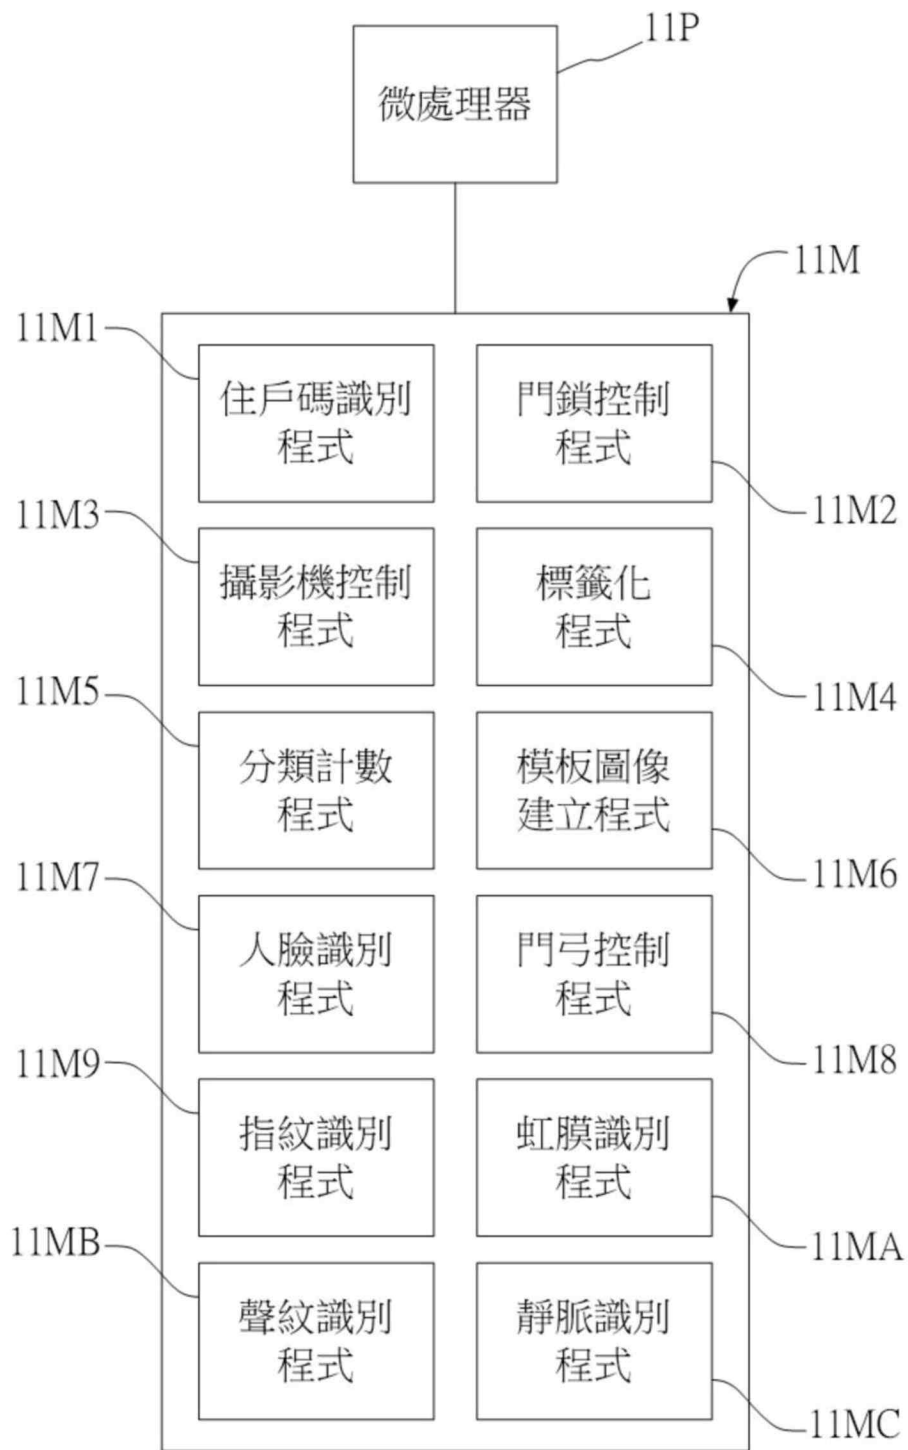 11P
微處理器
11M
11M1
住戶碼識別
程式
門鎖控制
程式
11M2
11M3
攝影機控制
程式
標籤化
程式
11M4
11M5
分類計數
程式
模板圖像
建立程式
11M6
11M7
人臉識別
程式
門弓控制
程式
11M8
11M9
指紋識別
程式
虹膜識別
程式
11MA
11MB
聲紋識別
程式
靜脈識別
程式
11MC